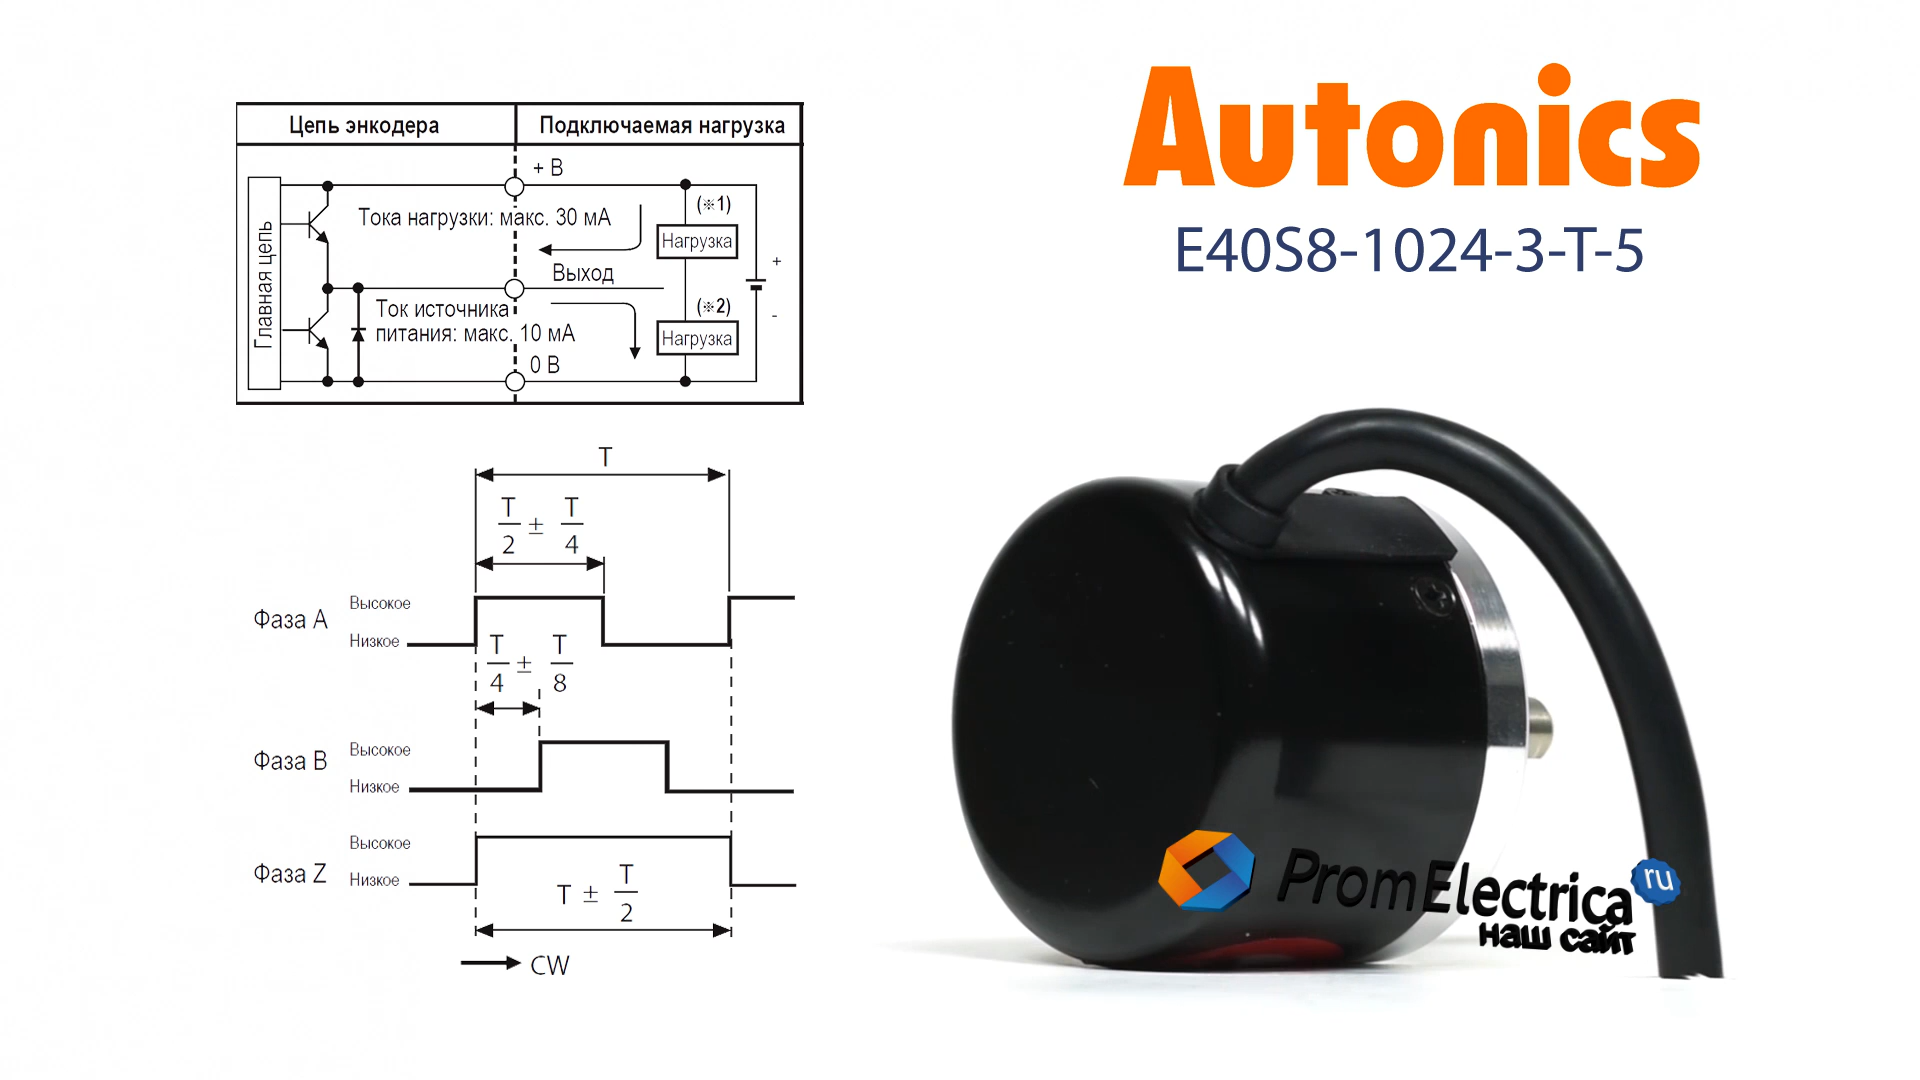 Autonics
E40S8-1024-3-T-5
Цепь энкодера
Подключаемая нагрузка
+ В
(※1)
Тока нагрузки: макс. 30 мА
Нагрузка
Главная цепь
Выход
+
-
Ток источника
питания: макс. 10 мА
(※2)
Нагрузка
0 В
T
T/2 ± T/4
Фаза A
Высокое
Низкое
T/4 ± T/8
Фаза B
Высокое
Низкое
Фаза Z
Высокое
Низкое
T ± T/2
CW
PromElectrica ru
наш сайт